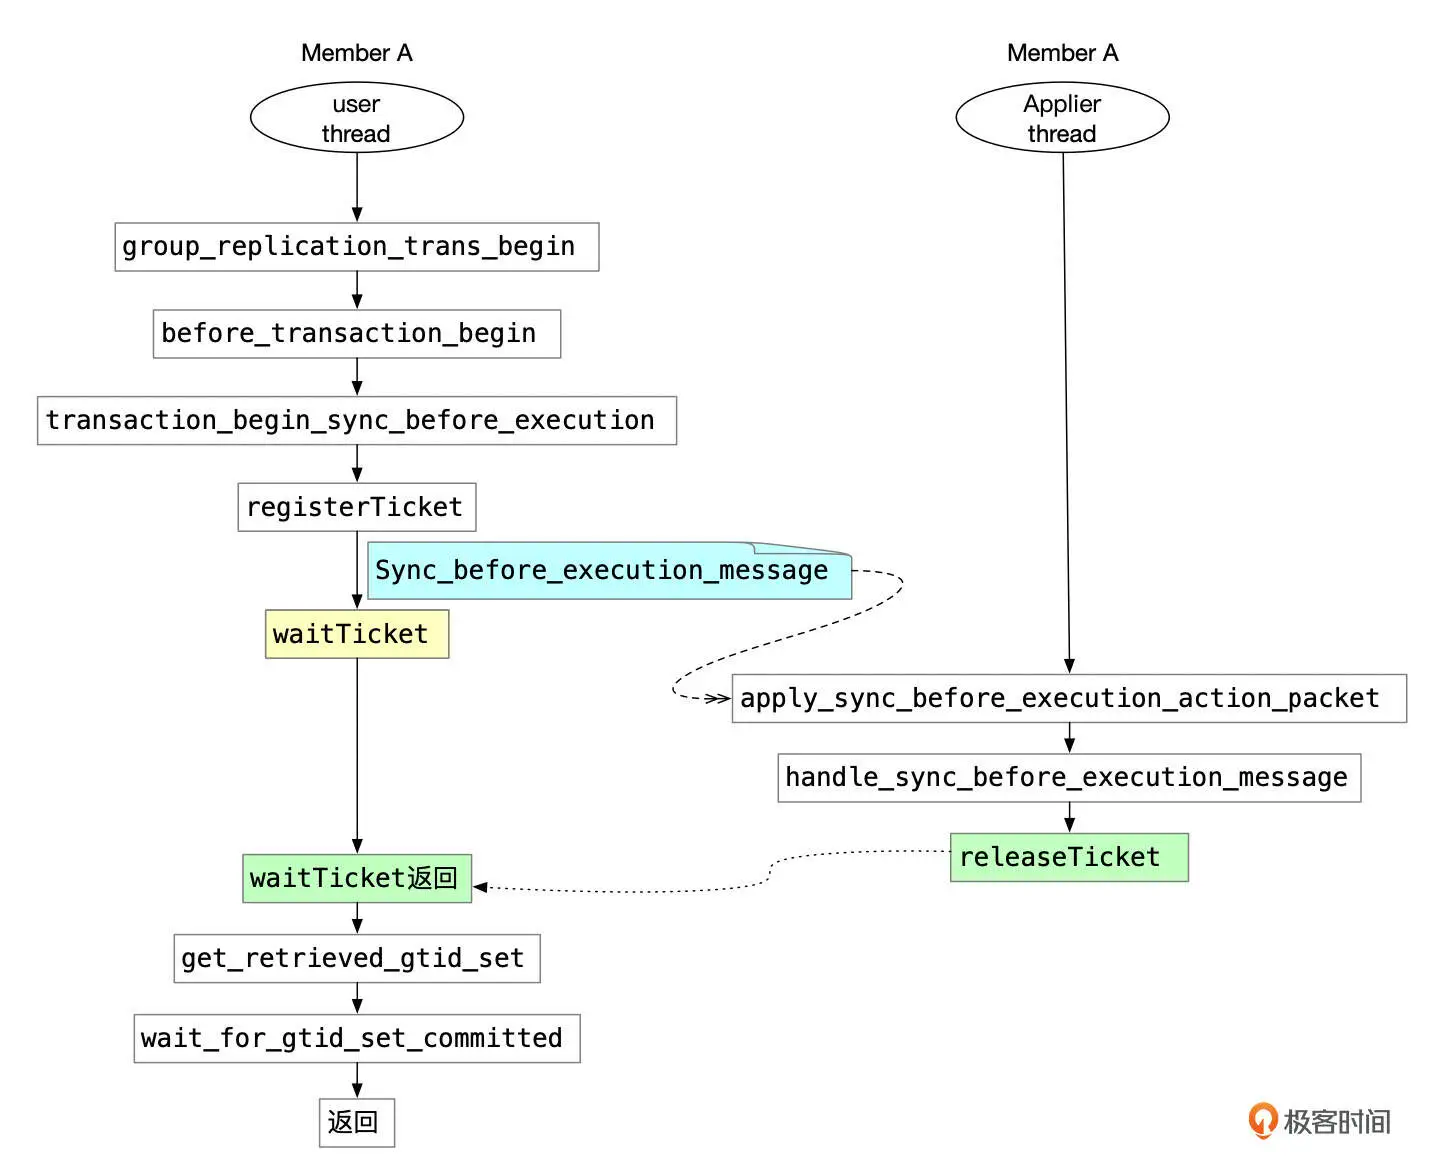 Member A
user
thread
group_replication_trans_begin
before_transaction_begin
transaction_begin_sync_before_execution
registerTicket
Sync_before_execution_message
waitTicket
waitTicket返回
get_retrieved_gtid_set
wait_for_gtid_set_committed
返回
Member A
Applier
thread
apply_sync_before_execution_action_packet
handle_sync_before_execution_message
releaseTicket
极客时间